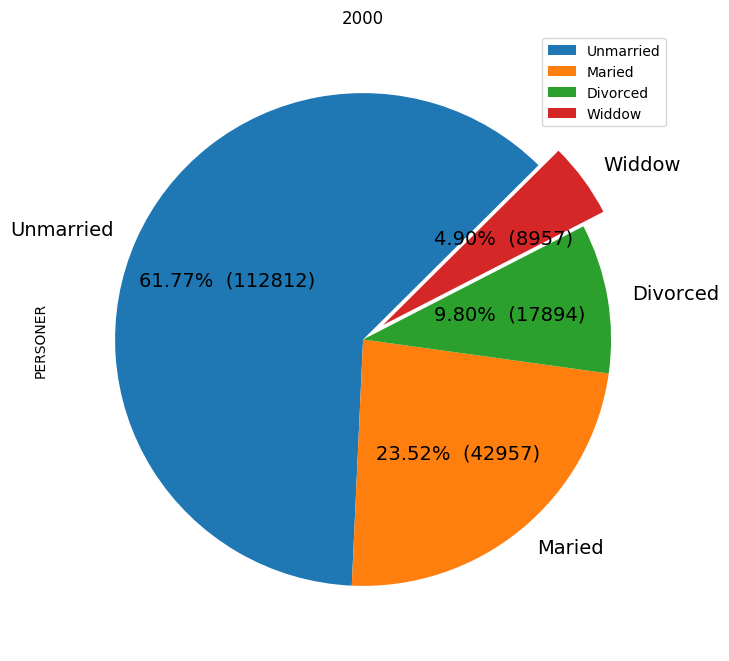 2000
Unmarried
Maried
Divorced
Widdow
Widdow
Unmarried
4.90% (8957)
61.77% (112812)
Divorced
9.80% (17894)
PERSONER
23.52% (42957)
Maried